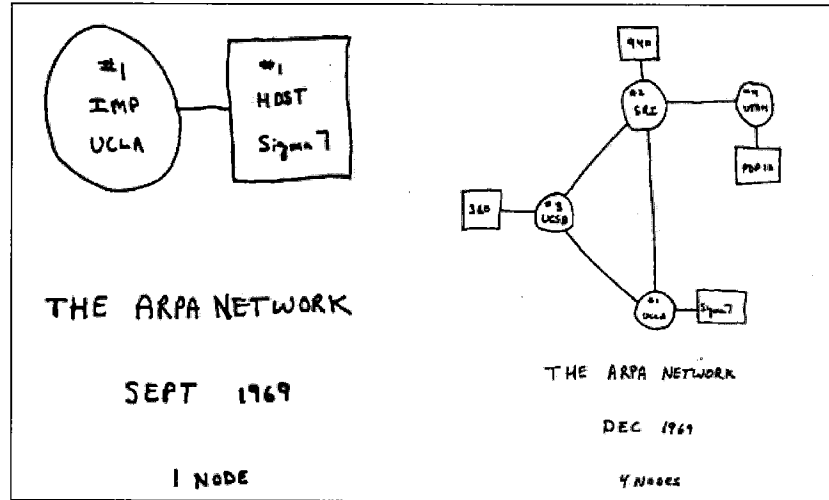 #1
IMP
UCLA
#1
HOST
Sigma 7
THE ARPA NETWORK
SEPT 1969
1 NODE
940
#2
SRI
#4
UTAH
PDP 10
360
#3
UCSB
#1
UCLA
Sigma 7
THE ARPA NETWORK
DEC 1969
4 NODES